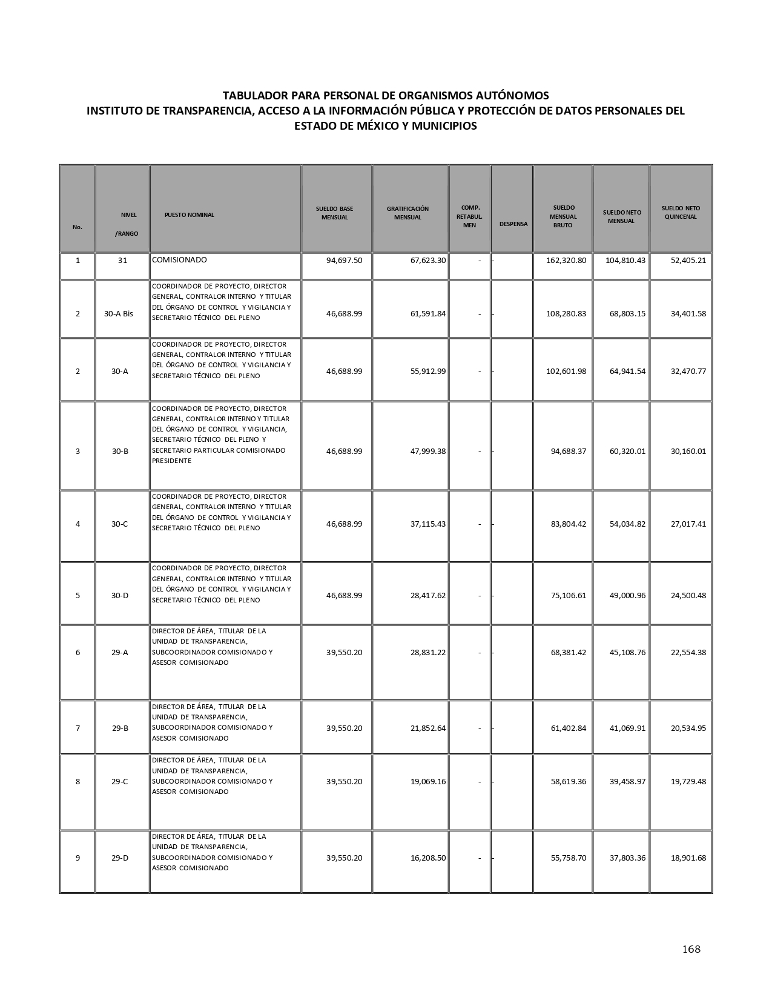 TABULADOR PARA PERSONAL DE ORGANISMOS AUTÓNOMOS
INSTITUTO DE TRANSPARENCIA, ACCESO A LA INFORMACIÓN PÚBLICA Y PROTECCIÓN DE DATOS PERSONALES DEL
ESTADO DE MÉXICO Y MUNICIPIOS
No.
NIVEL
/RANGO
PUESTO NOMINAL
SUELDO BASE
MENSUAL
GRATIFICACIÓN
MENSUAL
COMP.
RETABUL.
MEN
DESPENSA
SUELDO
MENSUAL
BRUTO
SUELDO NETO
MENSUAL
SUELDO NETO
QUINCENAL
1 31 COMISIONADO 94,697.50 67,623.30 - - 162,320.80 104,810.43 52,405.21
COORDINADOR DE PROYECTO, DIRECTOR
GENERAL, CONTRALOR INTERNO Y TITULAR
DEL ÓRGANO DE CONTROL Y VIGILANCIA Y
SECRETARIO TÉCNICO DEL PLENO
2 30-A Bis 46,688.99 61,591.84 - - 108,280.83 68,803.15 34,401.58
COORDINADOR DE PROYECTO, DIRECTOR
GENERAL, CONTRALOR INTERNO Y TITULAR
DEL ÓRGANO DE CONTROL Y VIGILANCIA Y
SECRETARIO TÉCNICO DEL PLENO
2 30-A 46,688.99 55,912.99 - - 102,601.98 64,941.54 32,470.77
COORDINADOR DE PROYECTO, DIRECTOR
GENERAL, CONTRALOR INTERNO Y TITULAR
DEL ÓRGANO DE CONTROL Y VIGILANCIA,
SECRETARIO TÉCNICO DEL PLENO Y
SECRETARIO PARTICULAR COMISIONADO
PRESIDENTE
3 30-B 46,688.99 47,999.38 - - 94,688.37 60,320.01 30,160.01
COORDINADOR DE PROYECTO, DIRECTOR
GENERAL, CONTRALOR INTERNO Y TITULAR
DEL ÓRGANO DE CONTROL Y VIGILANCIA Y
SECRETARIO TÉCNICO DEL PLENO
4 30-C 46,688.99 37,115.43 - - 83,804.42 54,034.82 27,017.41
COORDINADOR DE PROYECTO, DIRECTOR
GENERAL, CONTRALOR INTERNO Y TITULAR
DEL ÓRGANO DE CONTROL Y VIGILANCIA Y
SECRETARIO TÉCNICO DEL PLENO
5 30-D 46,688.99 28,417.62 - - 75,106.61 49,000.96 24,500.48
DIRECTOR DE ÁREA, TITULAR DE LA
UNIDAD DE TRANSPARENCIA,
SUBCOORDINADOR COMISIONADO Y
ASESOR COMISIONADO
6 29-A 39,550.20 28,831.22 - - 68,381.42 45,108.76 22,554.38
DIRECTOR DE ÁREA, TITULAR DE LA
UNIDAD DE TRANSPARENCIA,
SUBCOORDINADOR COMISIONADO Y
ASESOR COMISIONADO
7 29-B 39,550.20 21,852.64 - - 61,402.84 41,069.91 20,534.95
DIRECTOR DE ÁREA, TITULAR DE LA
UNIDAD DE TRANSPARENCIA,
SUBCOORDINADOR COMISIONADO Y
ASESOR COMISIONADO
8 29-C 39,550.20 19,069.16 - - 58,619.36 39,458.97 19,729.48
DIRECTOR DE ÁREA, TITULAR DE LA
UNIDAD DE TRANSPARENCIA,
SUBCOORDINADOR COMISIONADO Y
ASESOR COMISIONADO
9 29-D 39,550.20 16,208.50 - - 55,758.70 37,803.36 18,901.68
168